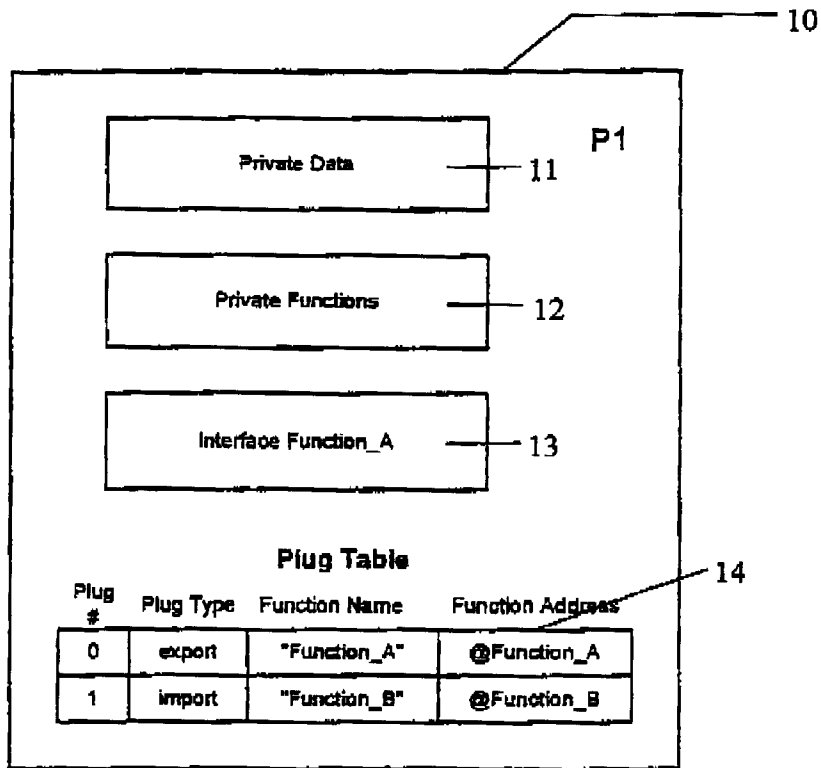 10
P1
Private Data
11
Private Functions
12
Interface Function_A
13
Plug Table
14
Plug # Plug Type Function Name Function Address
0 export "Function_A" @Function_A
1 import "Function_B" @Function_B